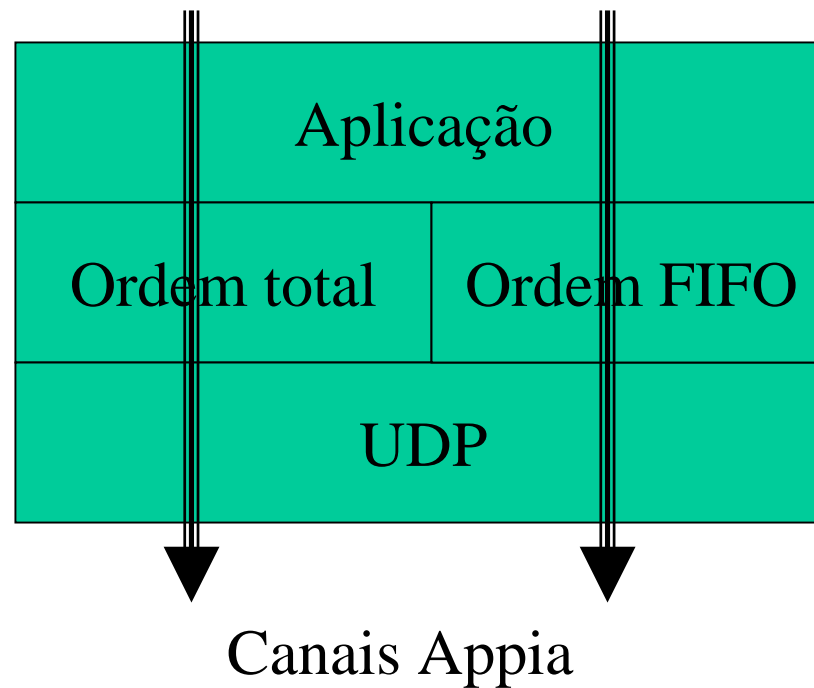 Aplicação
Ordem total
Ordem FIFO
UDP
Canais Appia